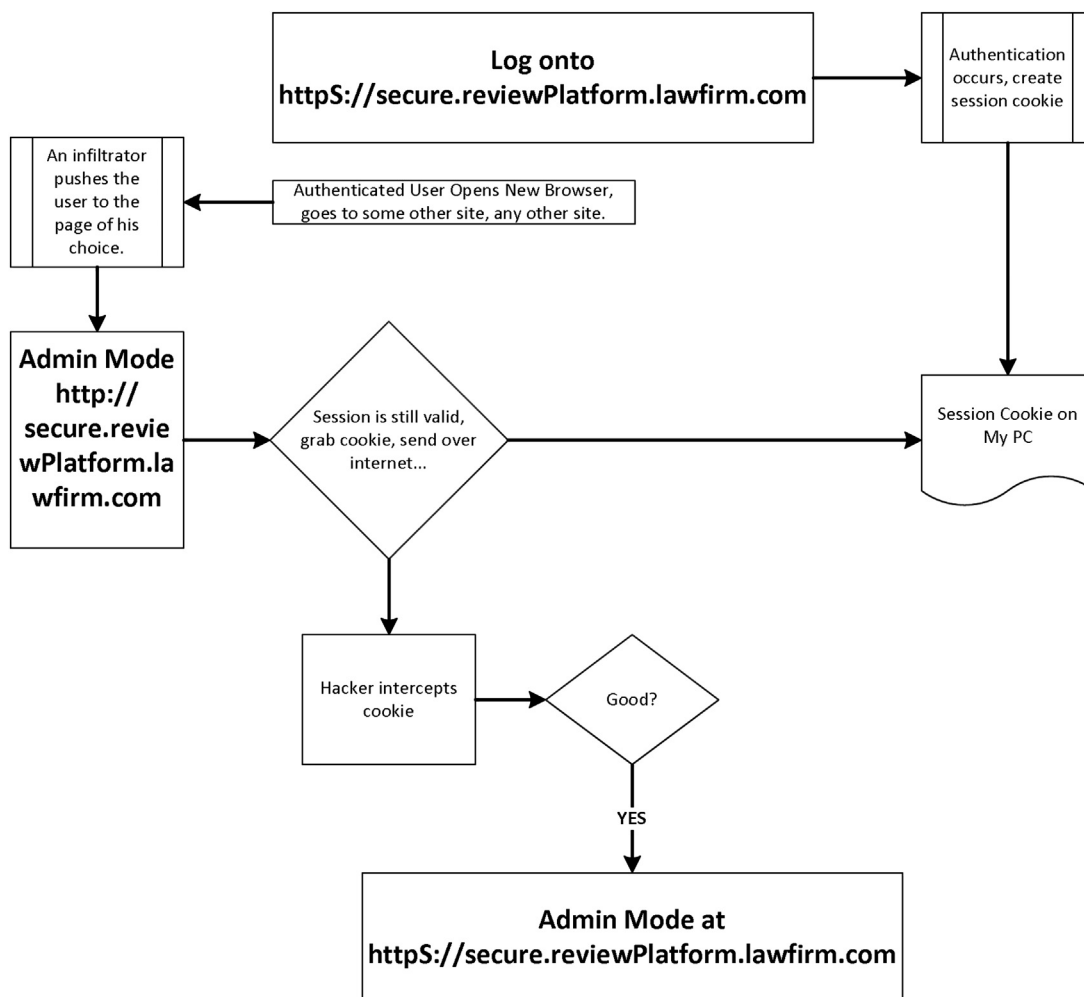 Log onto
httpS://secure.reviewPlatform.lawfirm.com
Authentication
occurs, create
session cookie
An infiltrator
pushes the
user to the
page of his
choice.
Authenticated User Opens New Browser,
goes to some other site, any other site.
Admin Mode
http://
secure.revie
wPlatform.la
wfirm.com
Session is still valid,
grab cookie, send over
internet...
Session Cookie on
My PC
Hacker intercepts
cookie
Good?
YES
Admin Mode at
httpS://secure.reviewPlatform.lawfirm.com